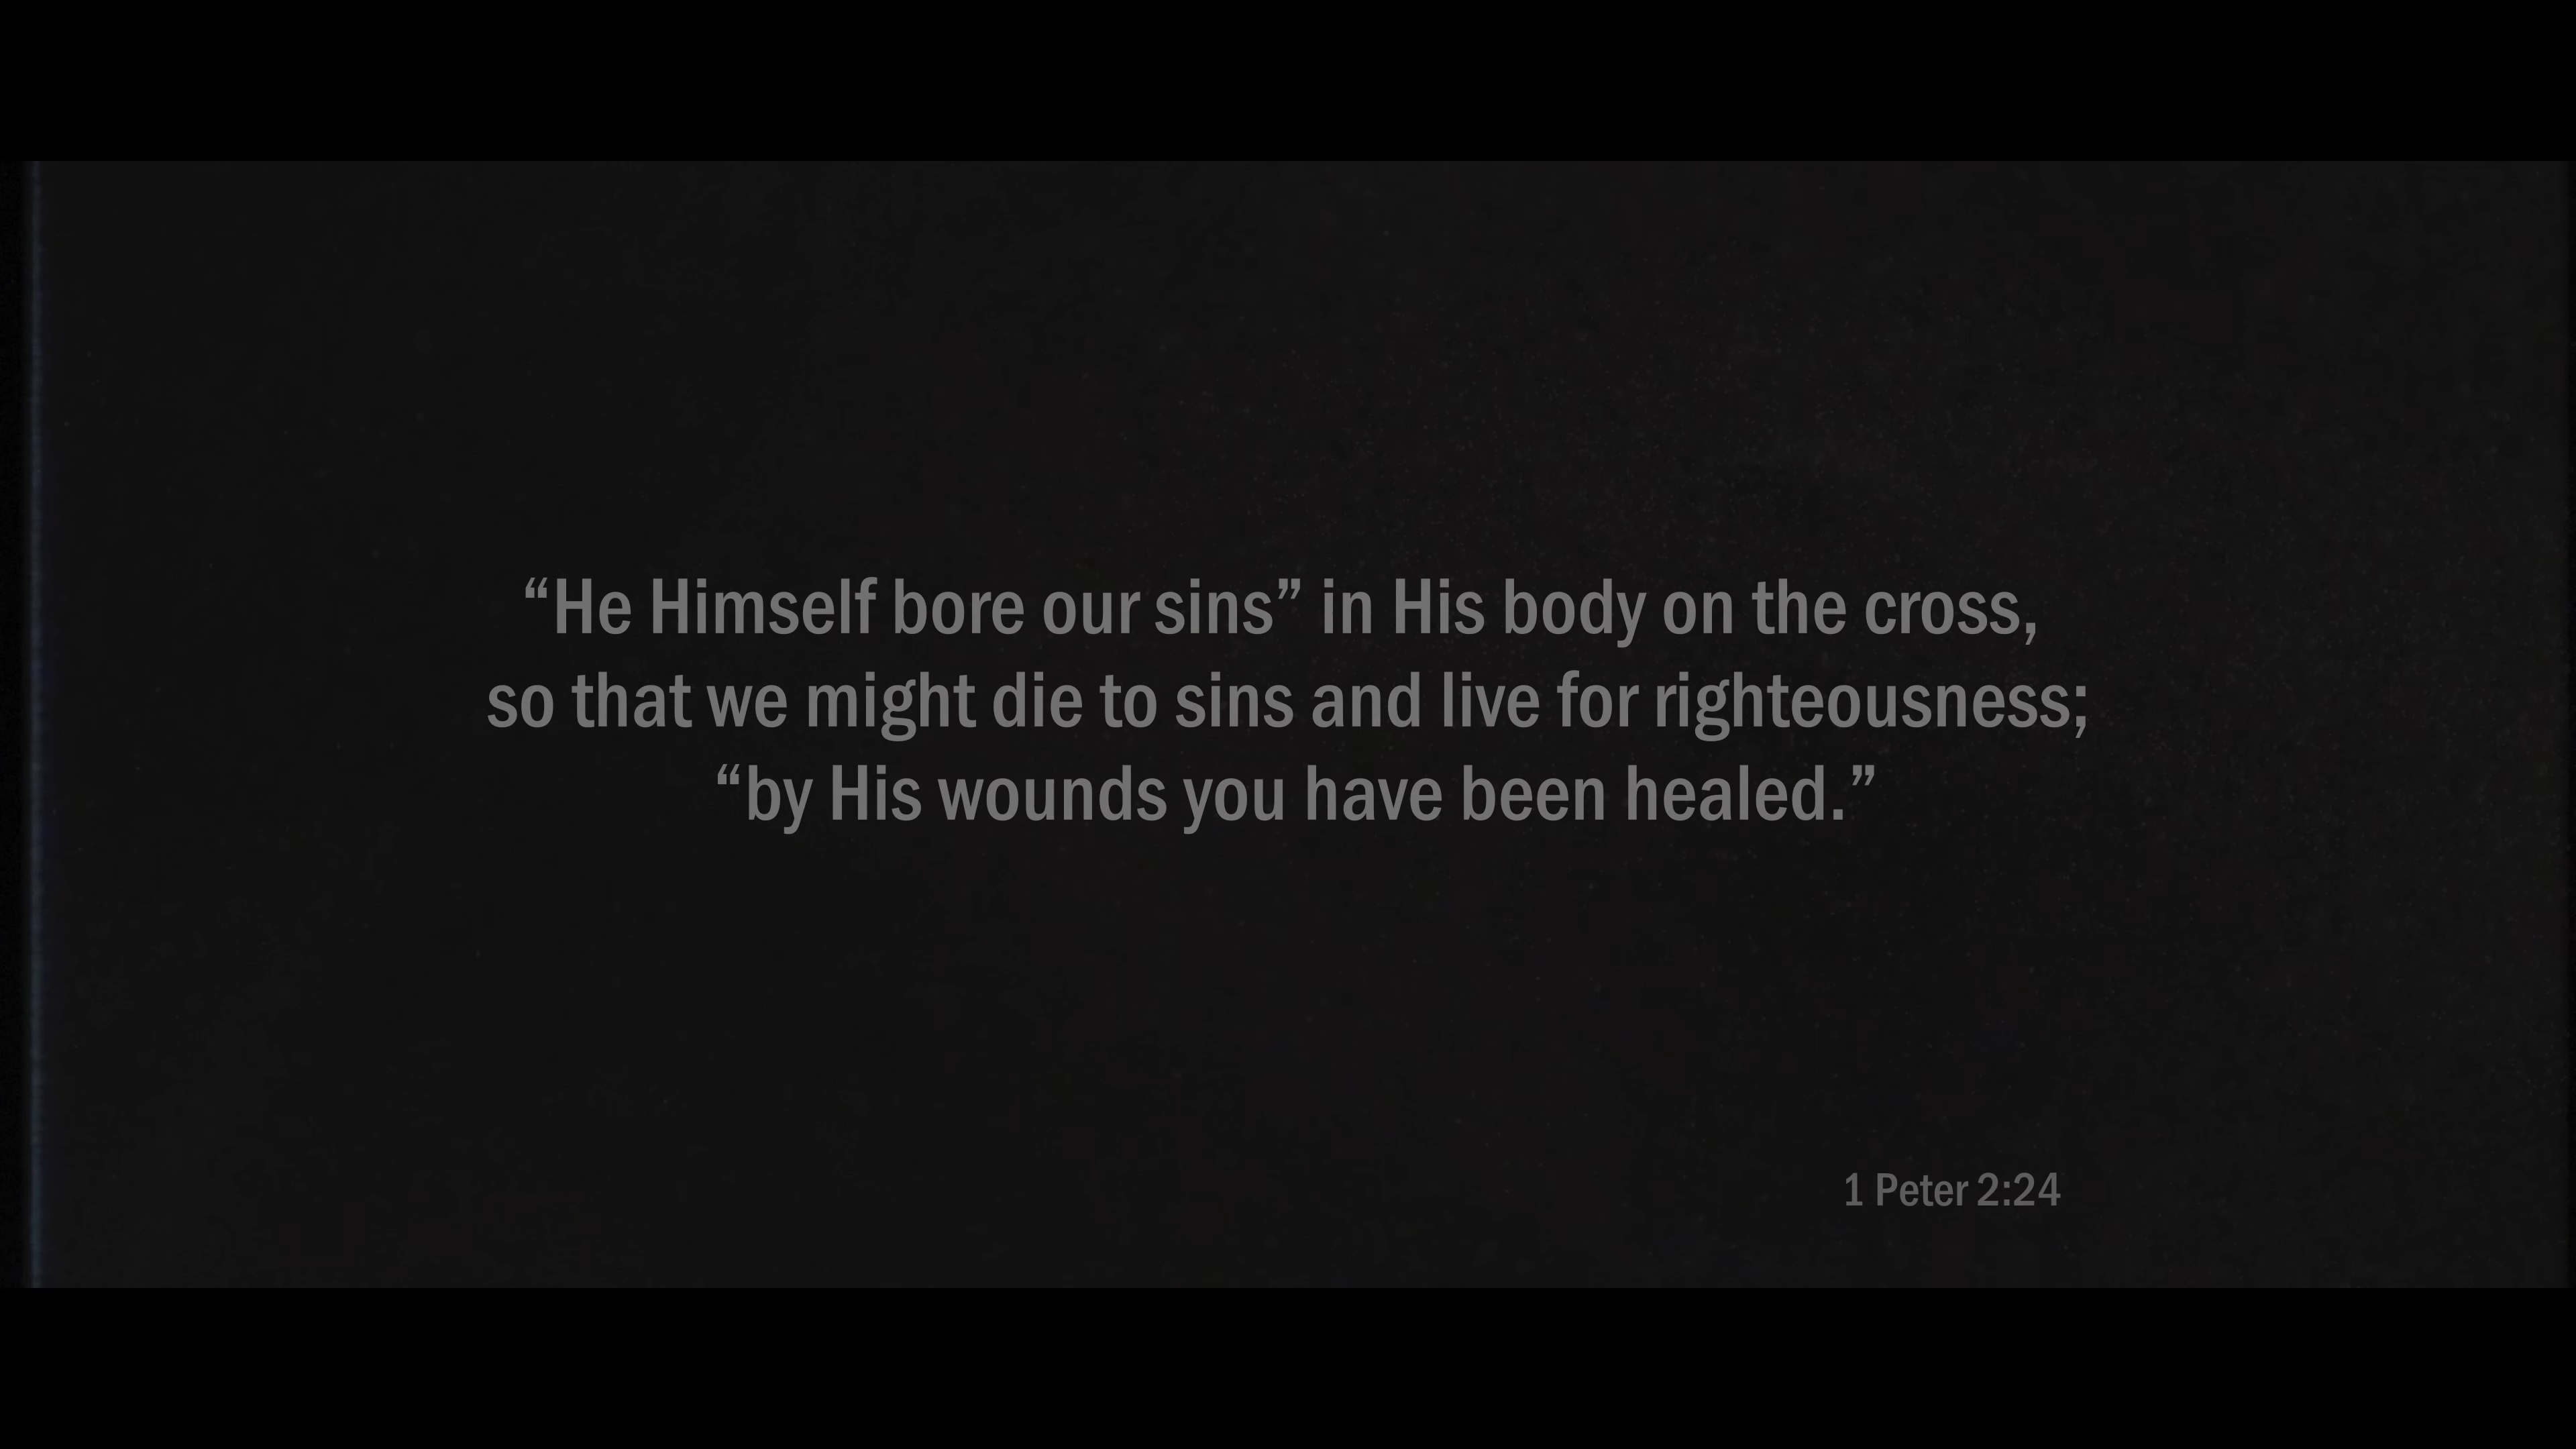 “He Himself bore our sins” in His body on the cross,
so that we might die to sins and live for righteousness;
“by His wounds you have been healed.”
1 Peter 2:24